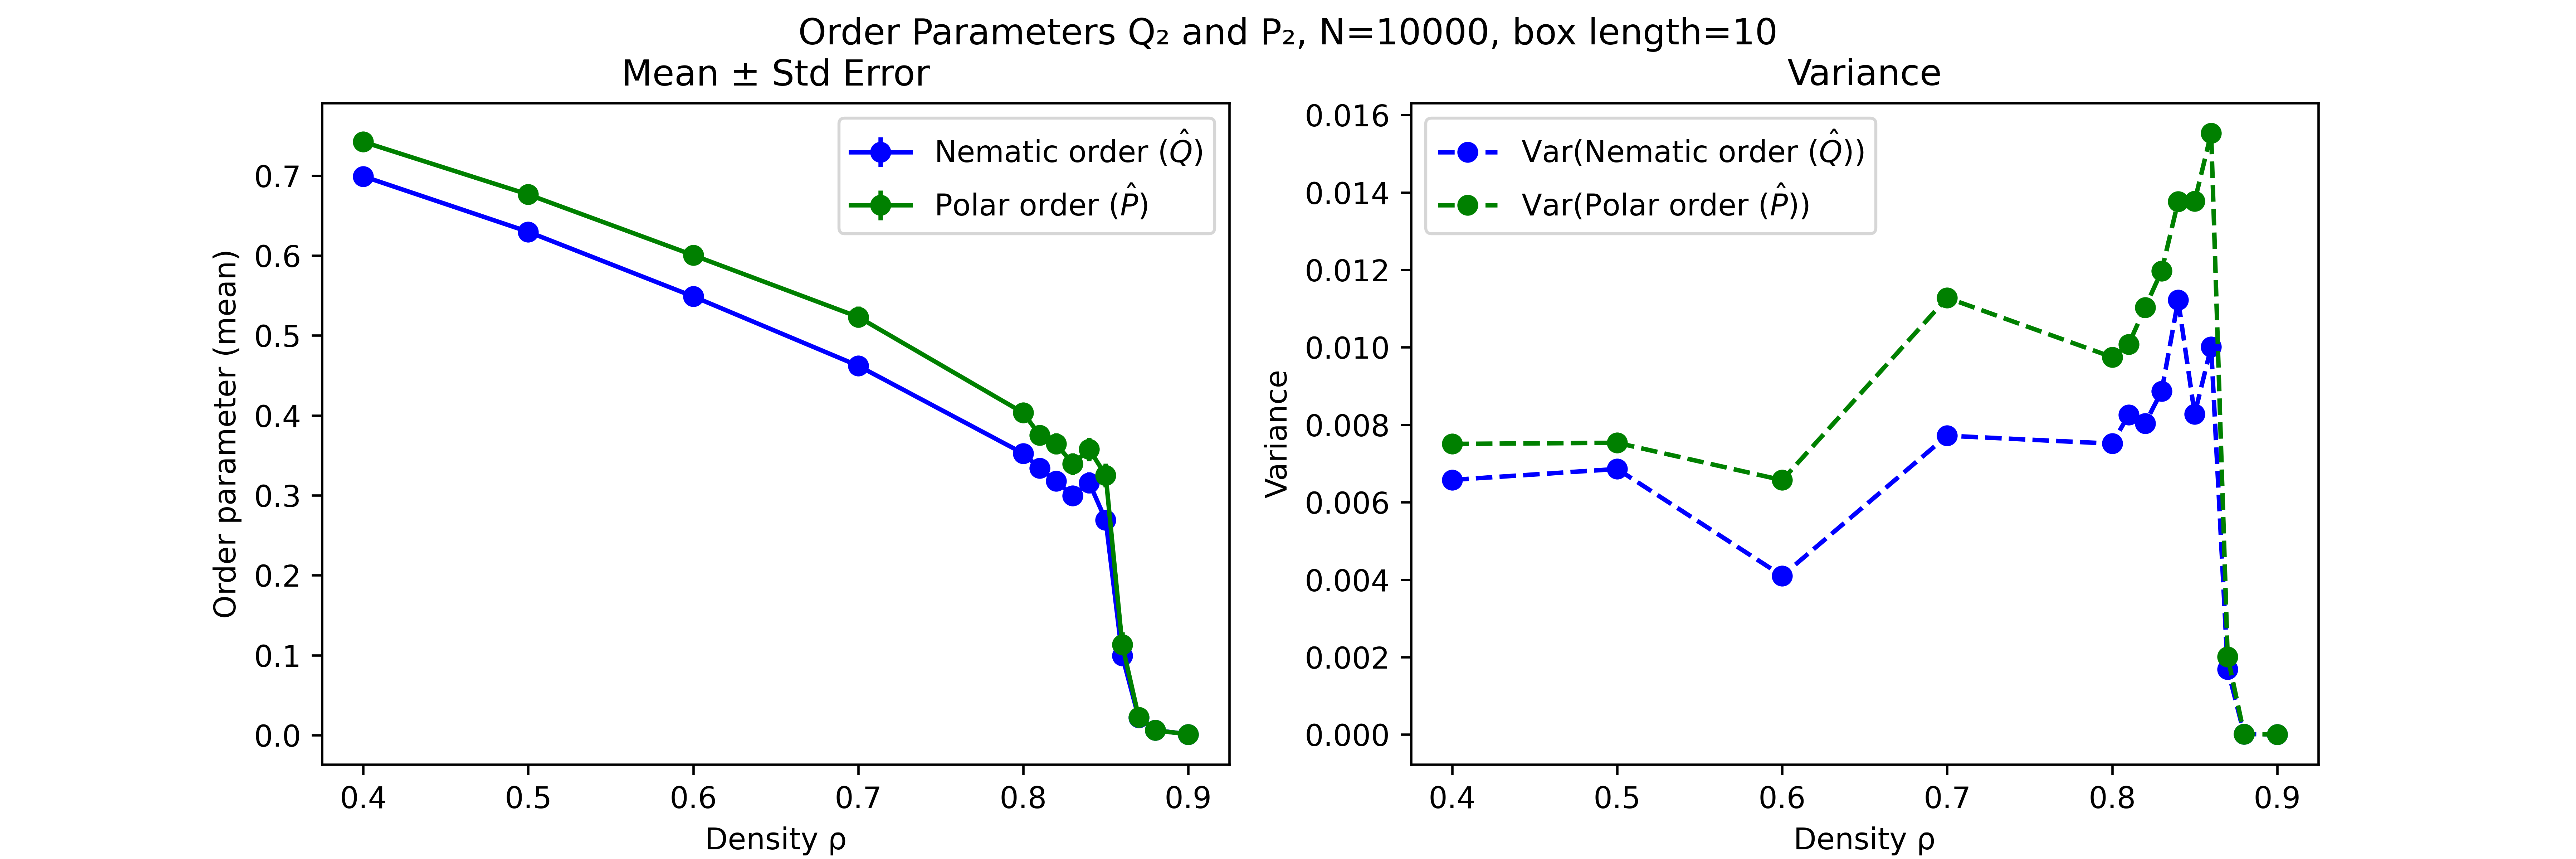 Order Parameters Q₂ and P₂, N=10000, box length=10
Mean ± Std Error
Order parameter (mean)
0.7
0.6
0.5
0.4
0.3
0.2
0.1
0.0
Nematic order (Q̂)
Polar order (P̂)
0.4 0.5 0.6 0.7 0.8 0.9
Density ρ
Variance
Variance
0.016
0.014
0.012
0.010
0.008
0.006
0.004
0.002
0.000
Var(Nematic order (Q̂))
Var(Polar order (P̂))
0.4 0.5 0.6 0.7 0.8 0.9
Density ρ